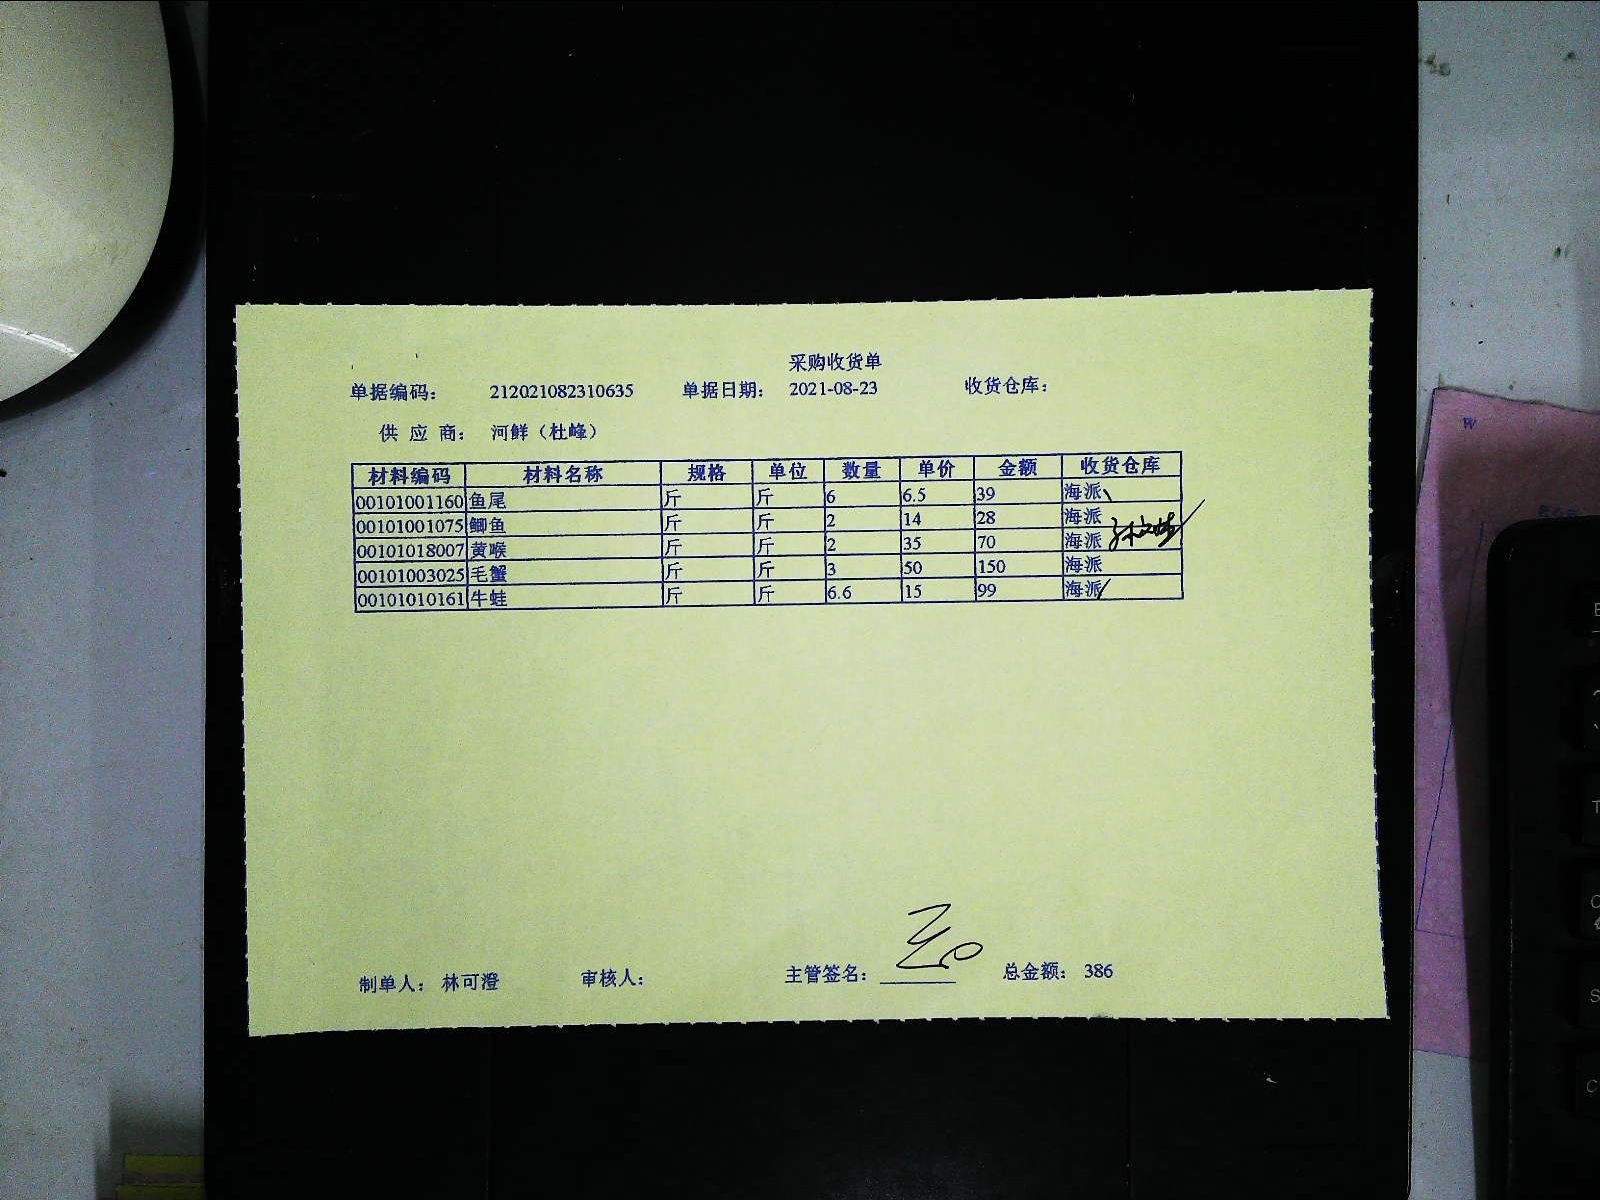 采购收货单
单据编码： 212021082310635 单据日期： 2021-08-23 收货仓库：
供 应 商： 河鲜（杜峰）
材料编码 材料名称 规格 单位 数量 单价 金额 收货仓库
00101001160 鱼尾 斤 斤 6 6.5 39 海派
00101001075 鲫鱼 斤 斤 2 14 28 海派
00101018007 黄喉 斤 斤 2 35 70 海派
00101003025 毛蟹 斤 斤 3 50 150 海派
00101010161 牛蛙 斤 斤 6.6 15 99 海派
制单人： 林可澄 审核人： 主管签名： 总金额： 386
W